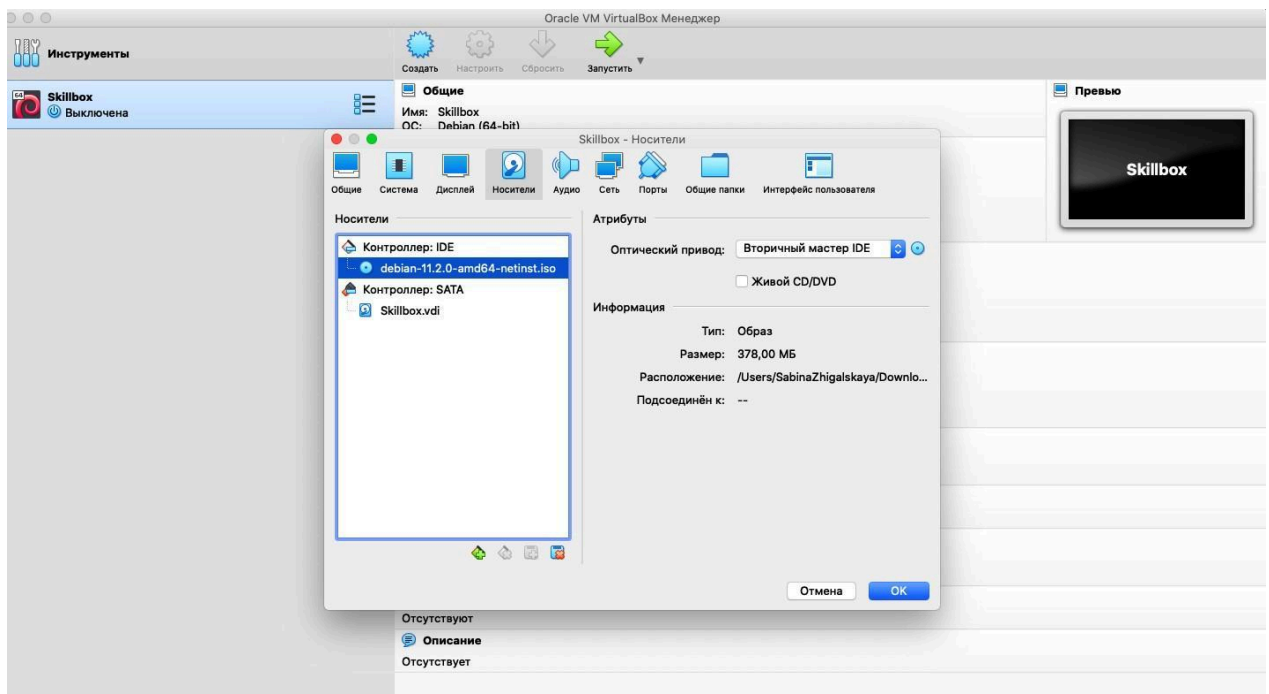 Oracle VM VirtualBox Менеджер
Инструменты
Создать Настроить Сбросить Запустить
64 Skillbox
Выключена
Общие
Имя: Skillbox
ОС: Debian (64-bit)
Превью
Skillbox
Skillbox - Носители
Общие Система Дисплей Носители Аудио Сеть Порты Общие папки Интерфейс пользователя
Носители
Контроллер: IDE
debian-11.2.0-amd64-netinst.iso
Контроллер: SATA
Skillbox.vdi
Атрибуты
Оптический привод: Вторичный мастер IDE
Живой CD/DVD
Информация
Тип: Образ
Размер: 378,00 МБ
Расположение: /Users/SabinaZhigalskaya/Downlo...
Подсоединён к: --
Отмена OK
Отсутствуют
Описание
Отсутствует